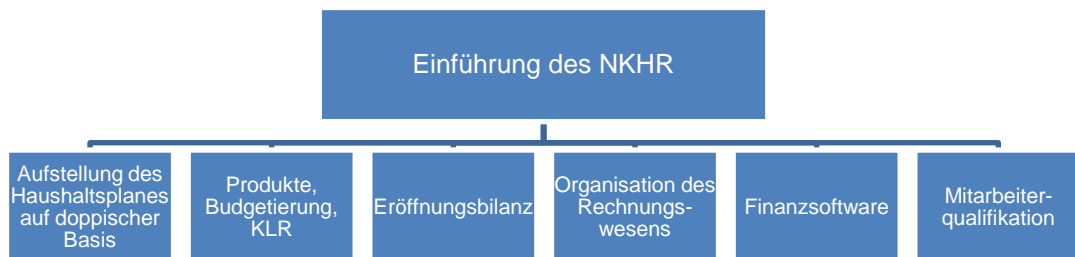 Einführung des NKHR
Aufstellung des
Haushaltsplanes
auf doppischer
Basis
Produkte,
Budgetierung,
KLR
Eröffnungsbilanz
Organisation des
Rechnungs-
wesens
Finanzsoftware
Mitarbeiter-
qualifikation